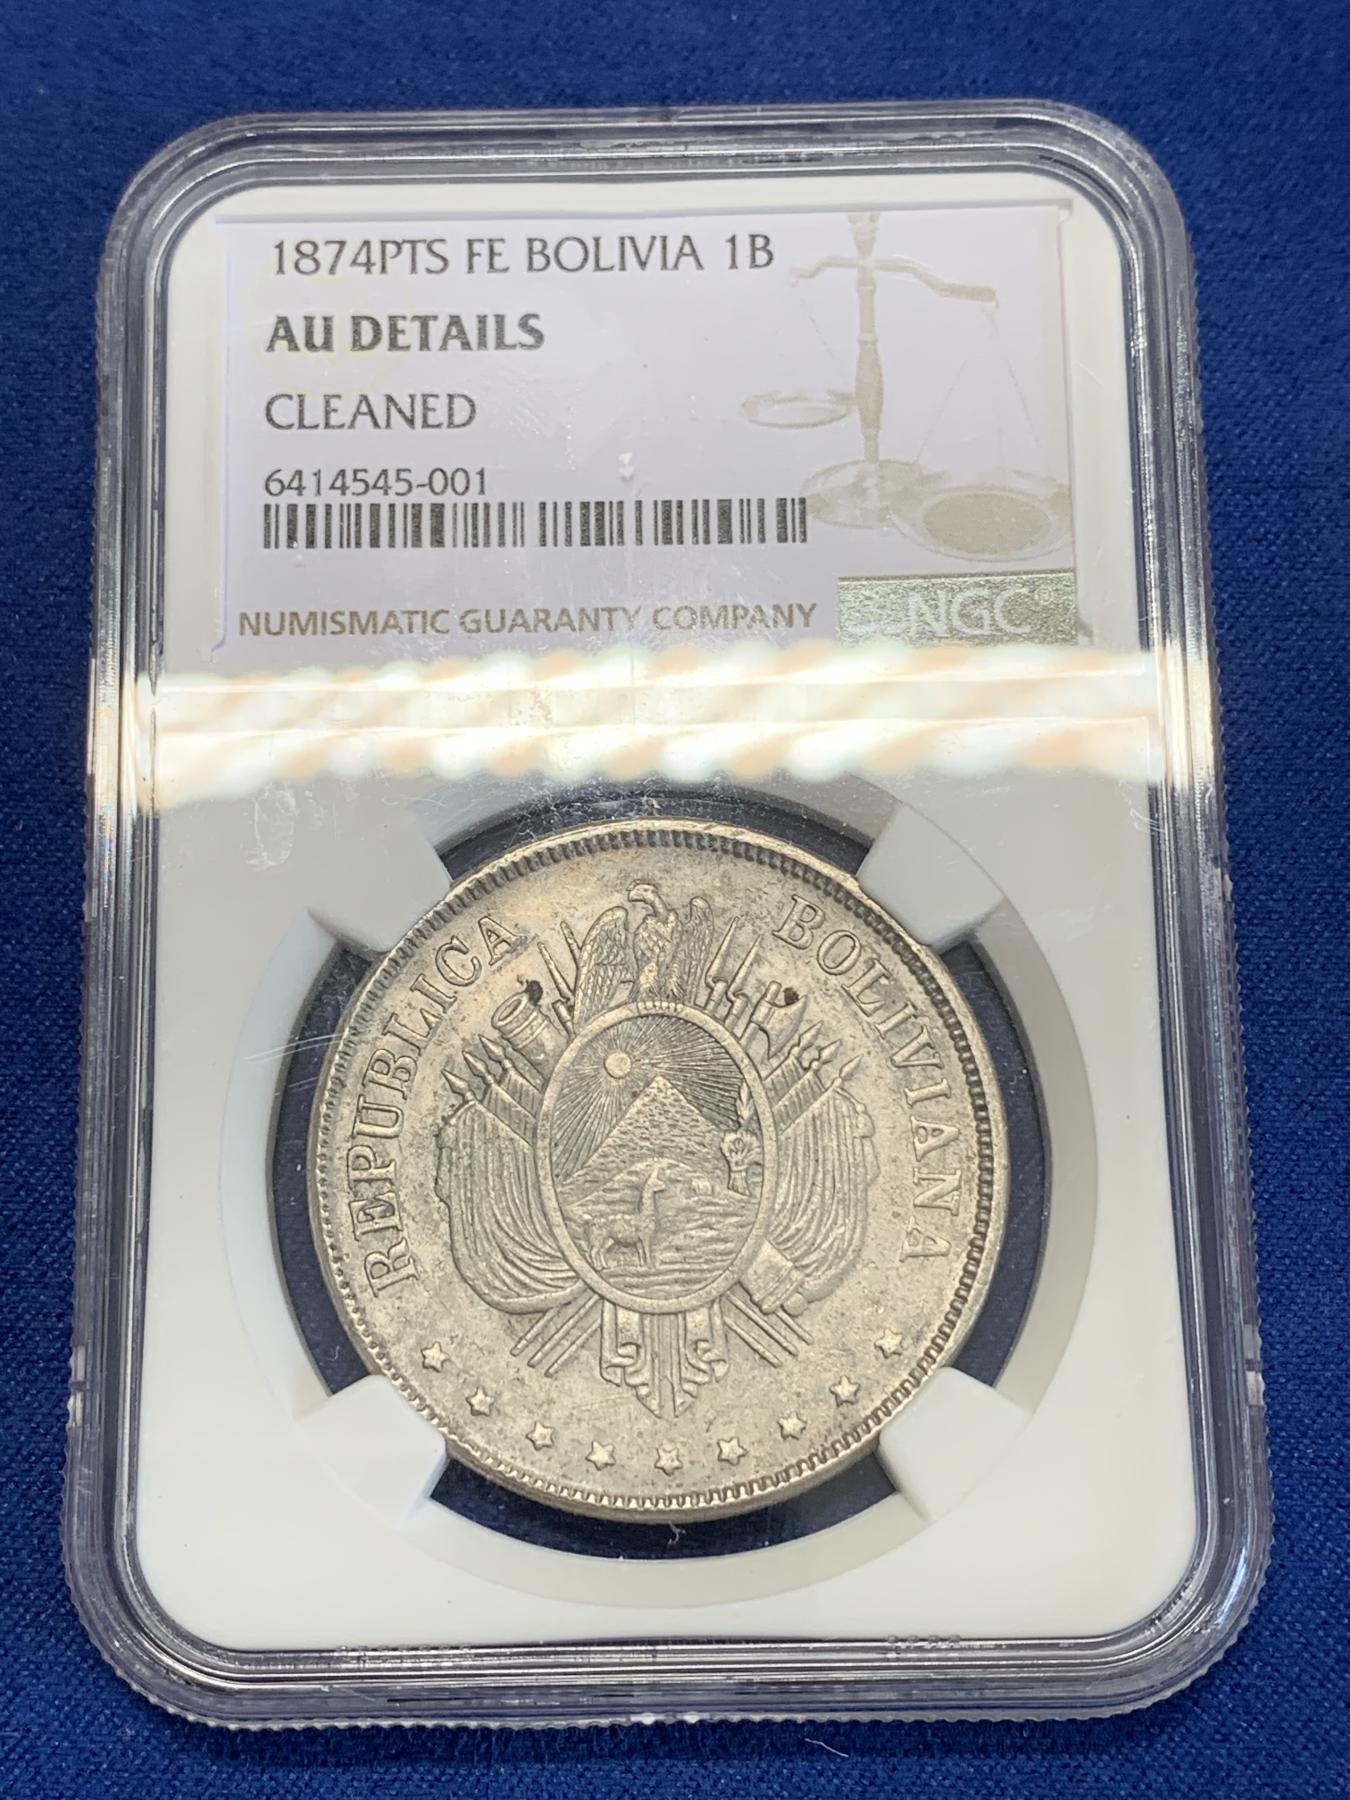 1874PTS FE BOLIVIA 1B
AU DETAILS
CLEANED
6414545-001
NUMISMATIC GUARANTY COMPANY
NGC®
REPUBLICA BOLIVIANA